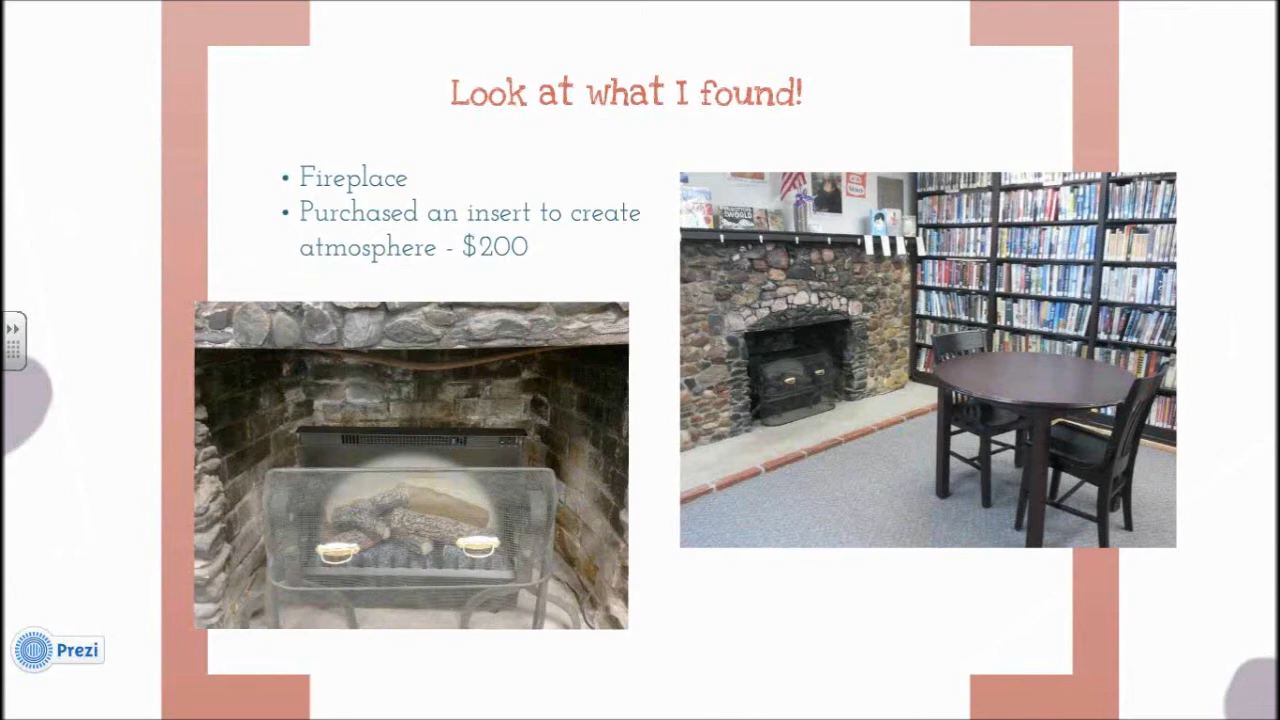 Look at what I found!
• Fireplace
• Purchased an insert to create
atmosphere - $200
Prezi